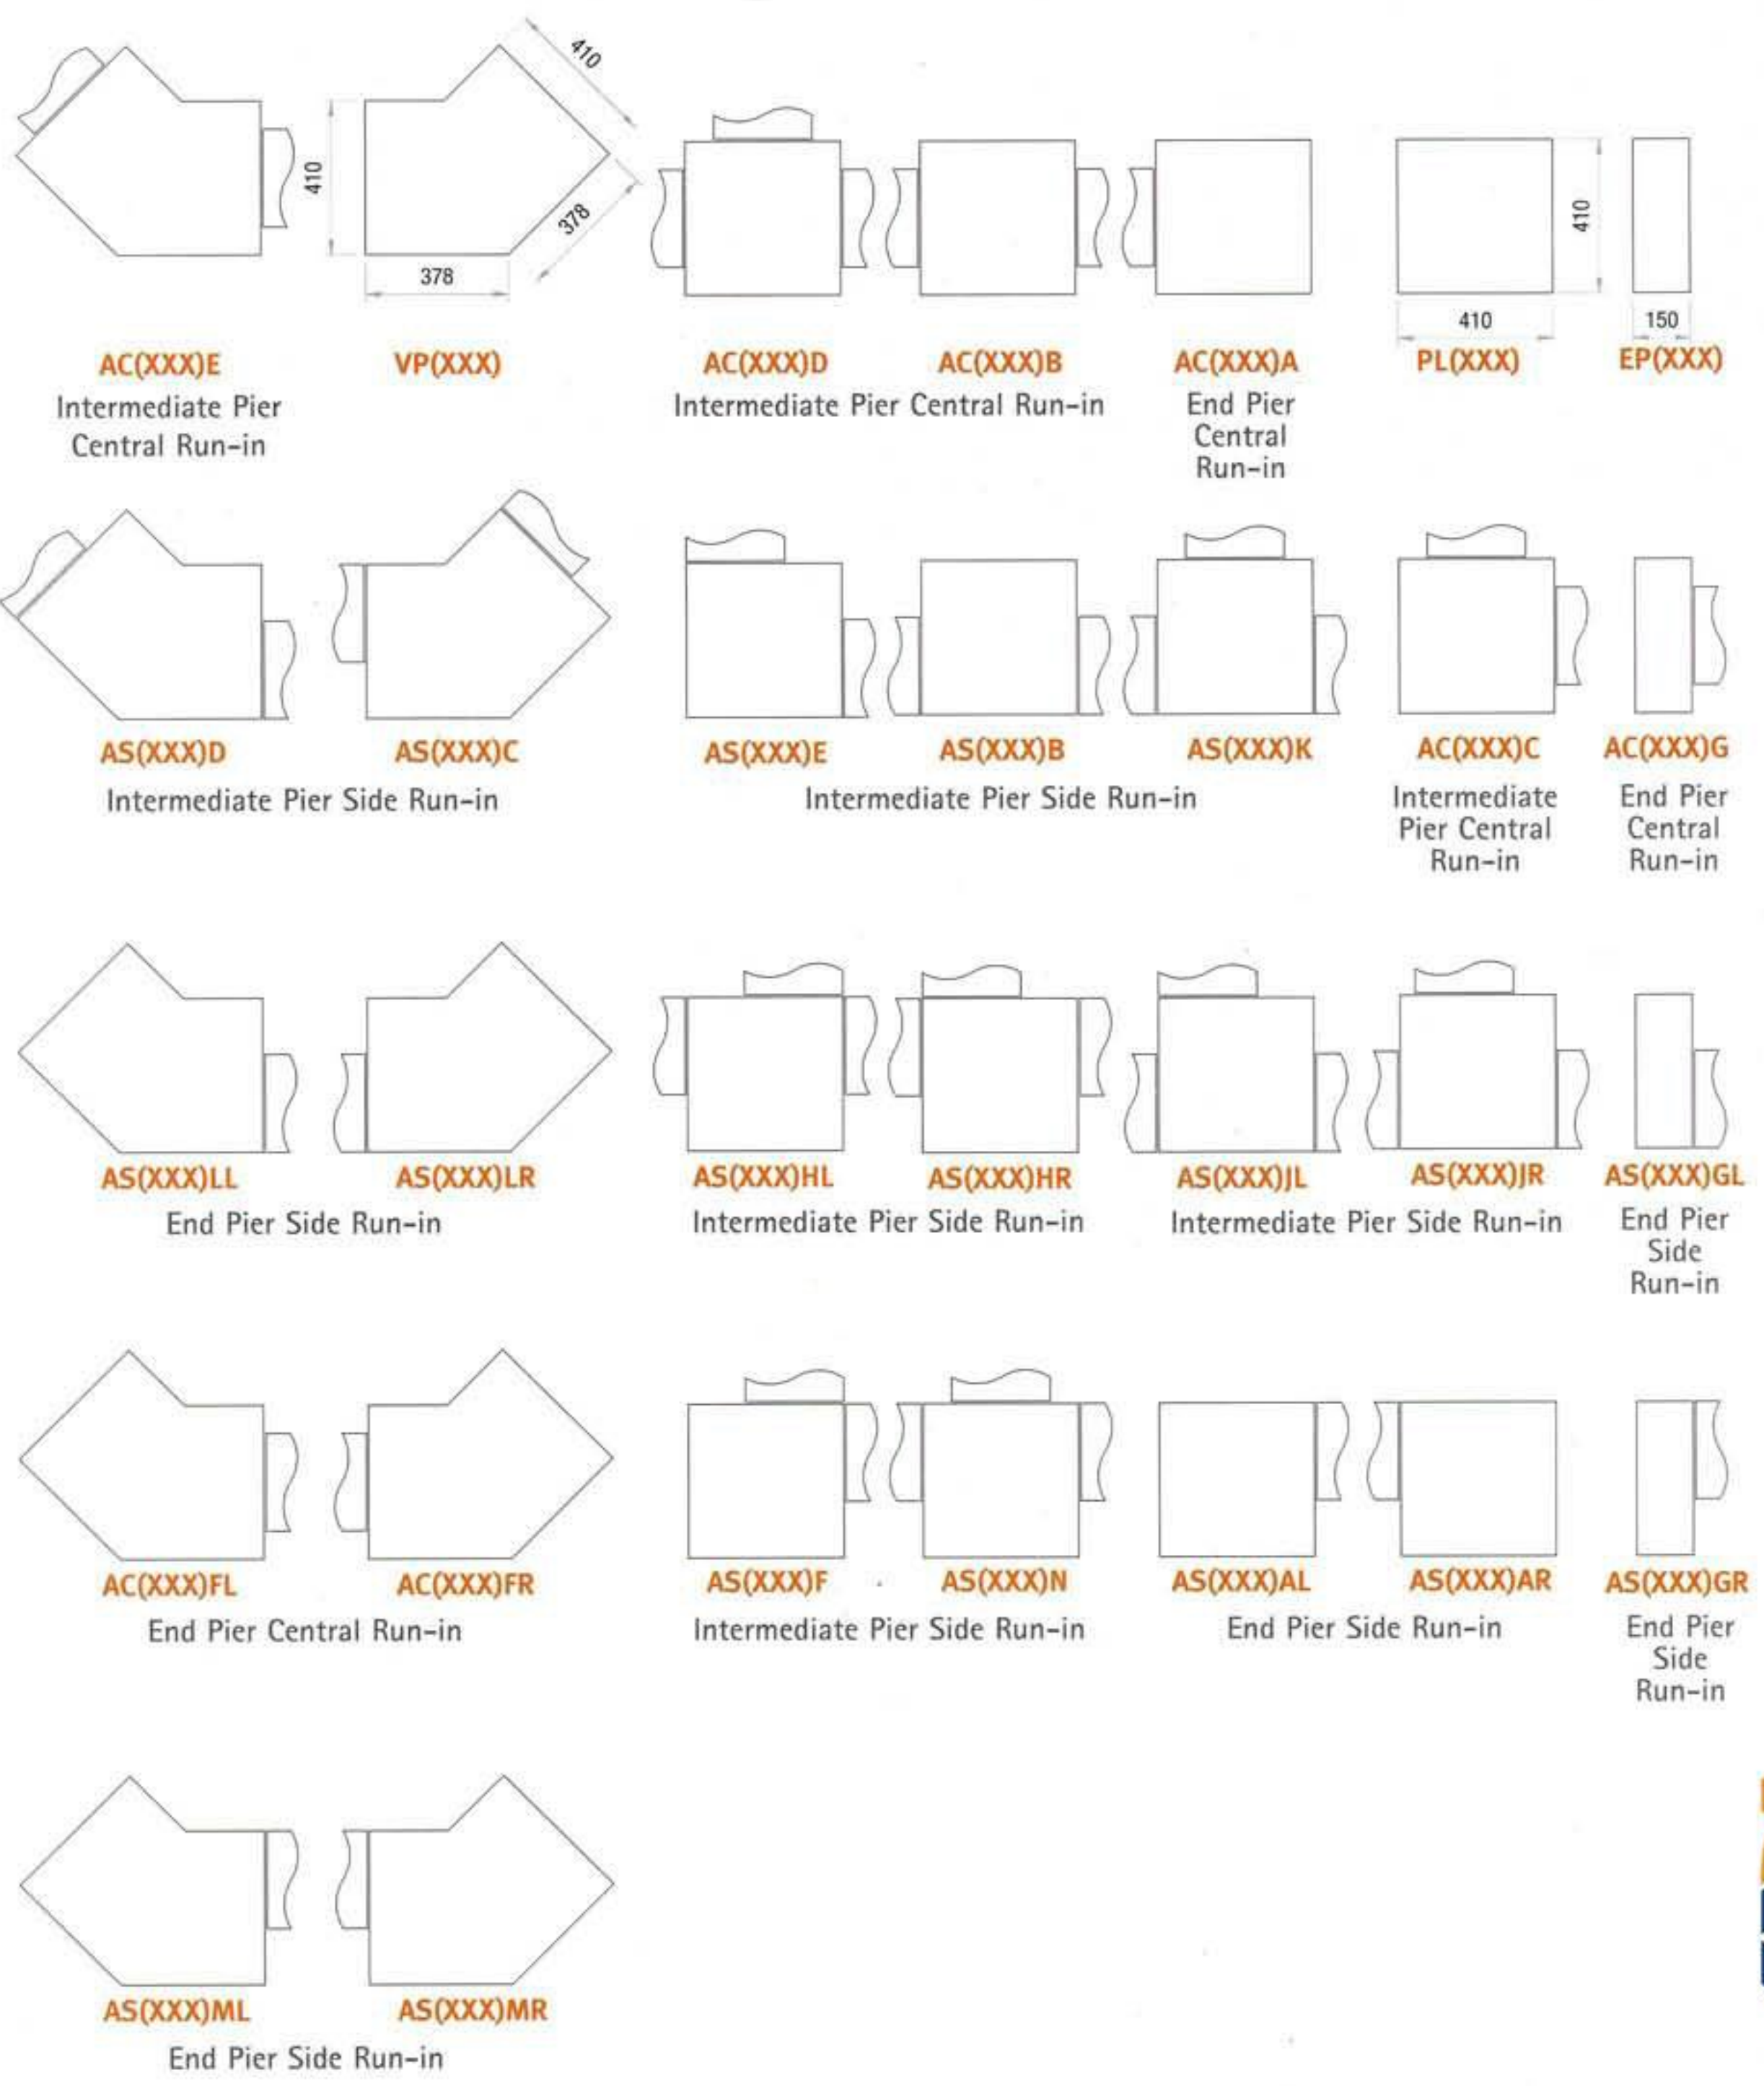 410
410
378
378
410
410
150
AC(XXX)E
VP(XXX)
AC(XXX)D
AC(XXX)B
AC(XXX)A
PL(XXX)
EP(XXX)
Intermediate Pier
Central Run-in
Intermediate Pier Central Run-in
End Pier
Central
Run-in
AS(XXX)D
AS(XXX)C
AS(XXX)E
AS(XXX)B
AS(XXX)K
AC(XXX)C
AC(XXX)G
Intermediate Pier Side Run-in
Intermediate Pier Side Run-in
Intermediate
Pier Central
Run-in
End Pier
Central
Run-in
AS(XXX)LL
AS(XXX)LR
AS(XXX)HL
AS(XXX)HR
AS(XXX)JL
AS(XXX)JR
AS(XXX)GL
End Pier Side Run-in
Intermediate Pier Side Run-in
Intermediate Pier Side Run-in
End Pier
Side
Run-in
AC(XXX)FL
AC(XXX)FR
AS(XXX)F
AS(XXX)N
AS(XXX)AL
AS(XXX)AR
AS(XXX)GR
End Pier Central Run-in
Intermediate Pier Side Run-in
End Pier Side Run-in
End Pier
Side
Run-in
AS(XXX)ML
AS(XXX)MR
End Pier Side Run-in